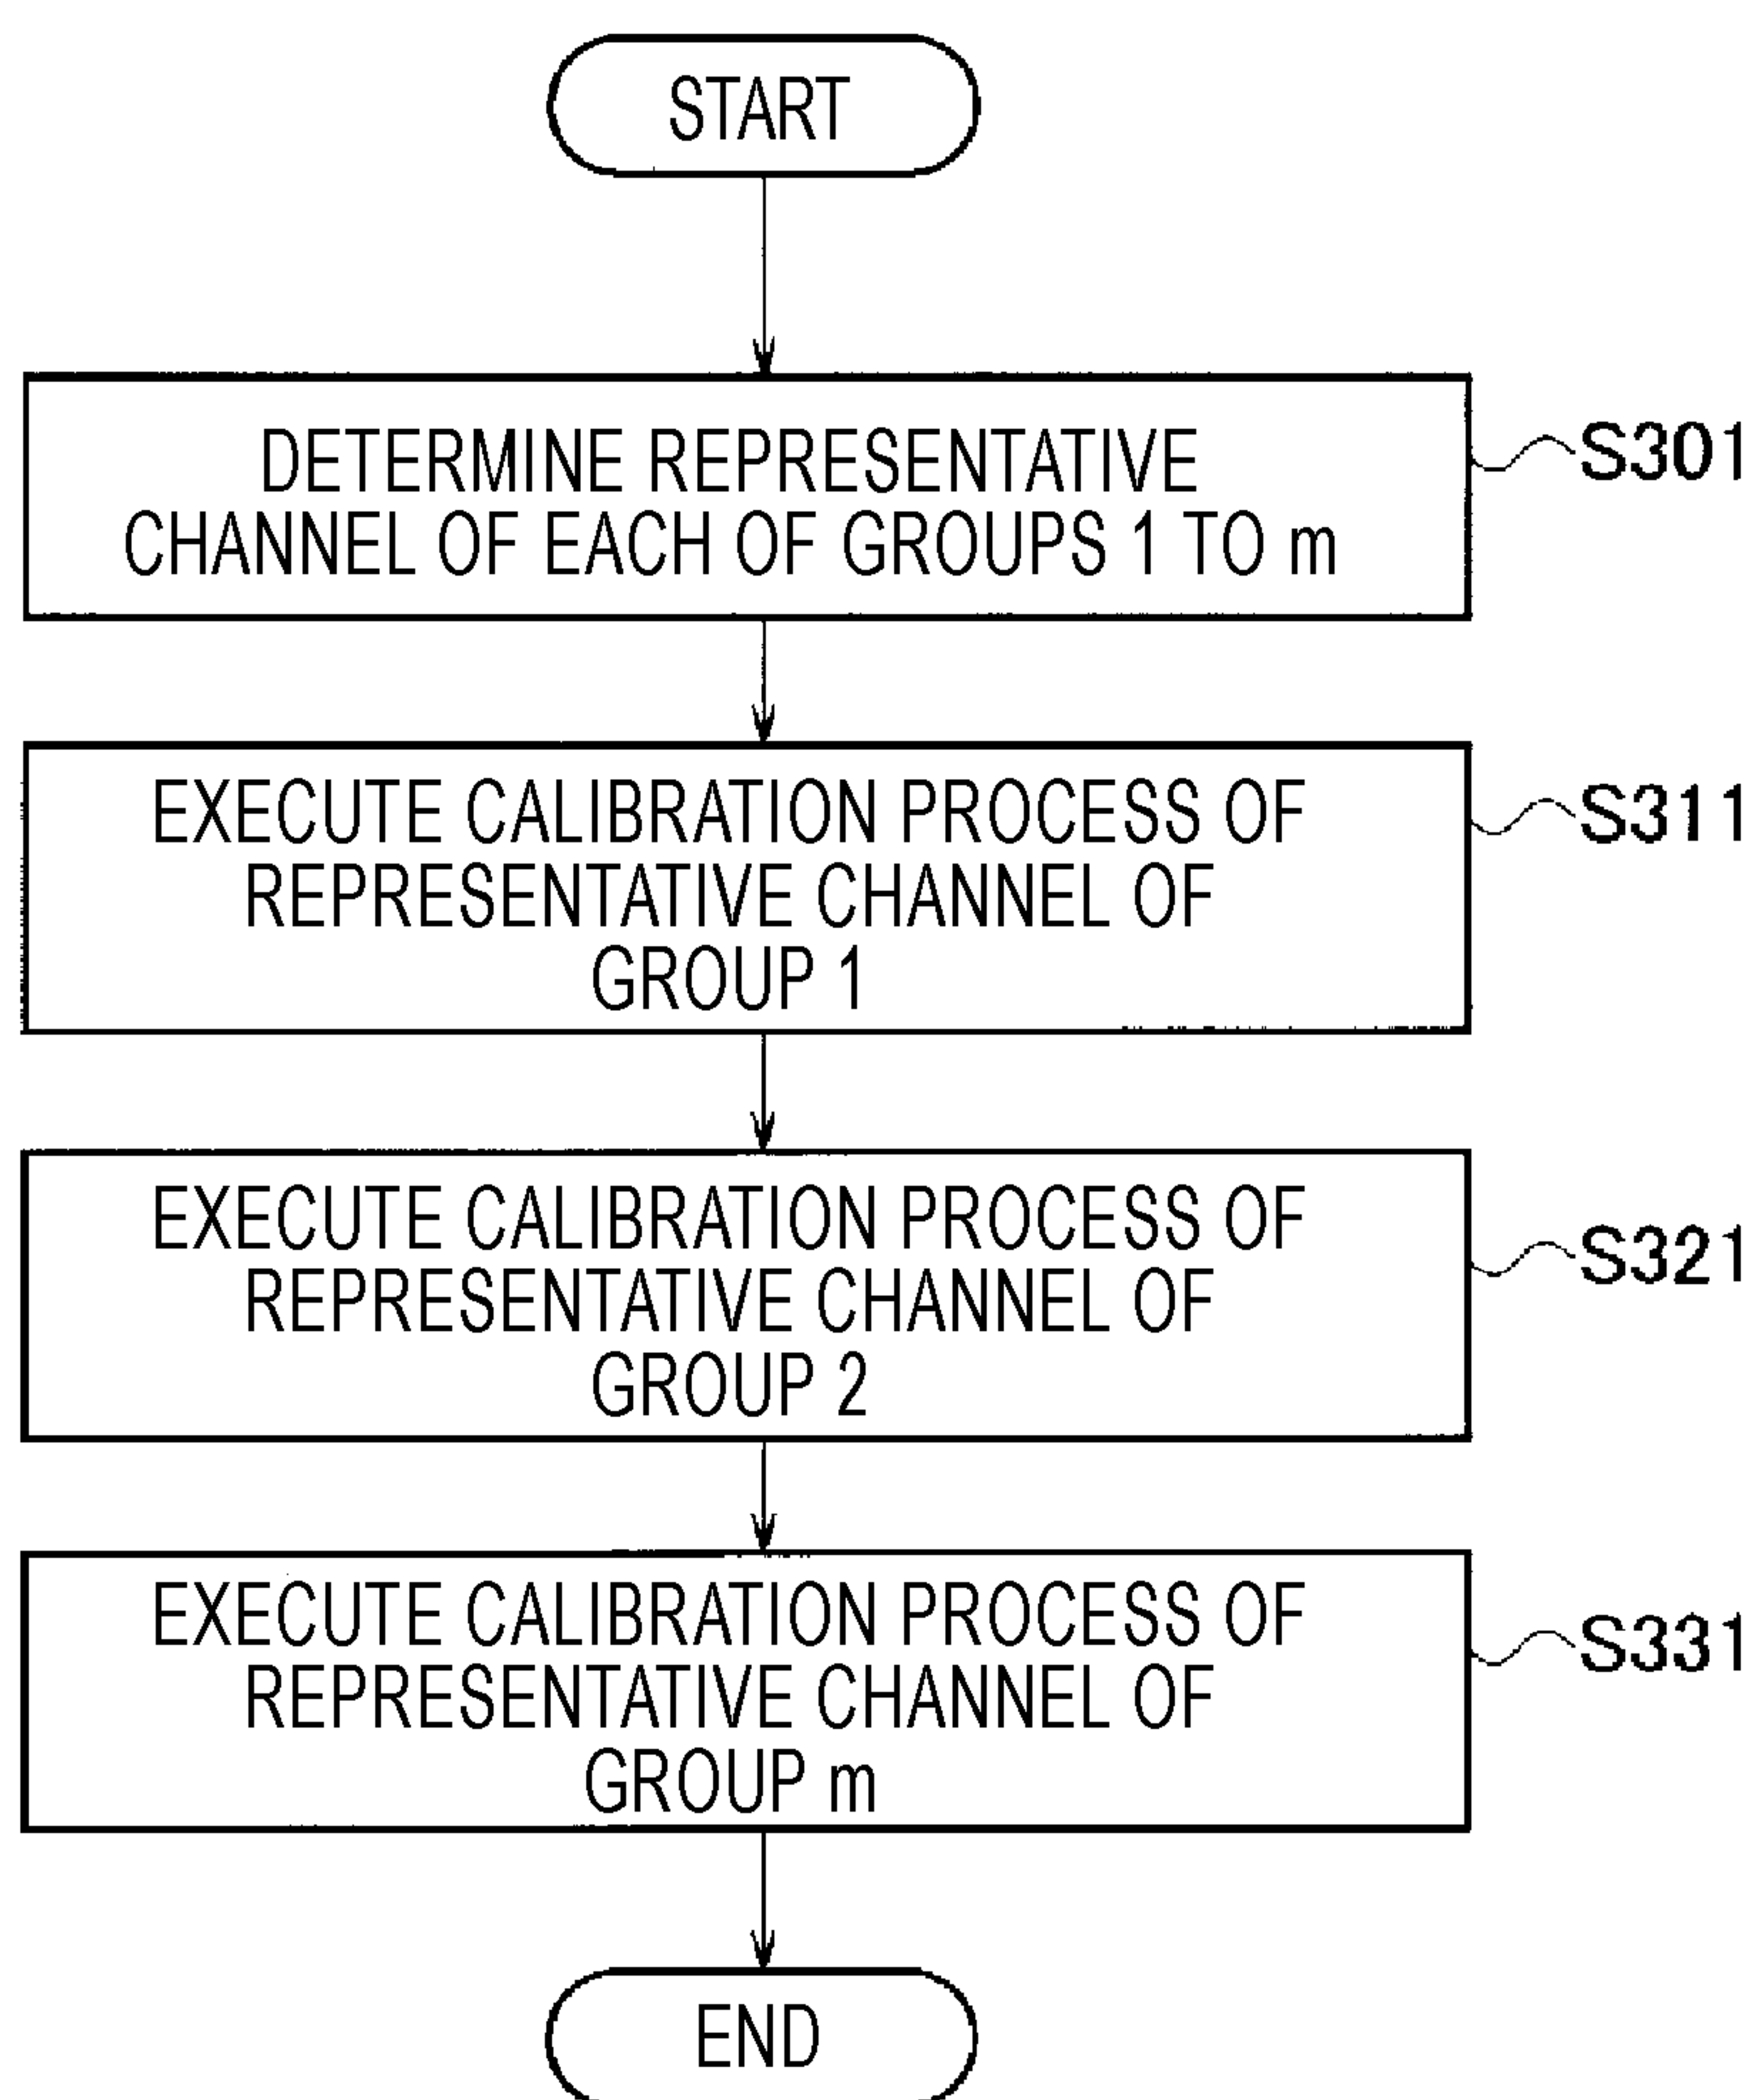 START
DETERMINE REPRESENTATIVE
CHANNEL OF EACH OF GROUPS 1 TO m
S301
EXECUTE CALIBRATION PROCESS OF
REPRESENTATIVE CHANNEL OF
GROUP 1
S311
EXECUTE CALIBRATION PROCESS OF
REPRESENTATIVE CHANNEL OF
GROUP 2
S321
EXECUTE CALIBRATION PROCESS OF
REPRESENTATIVE CHANNEL OF
GROUP m
S331
END